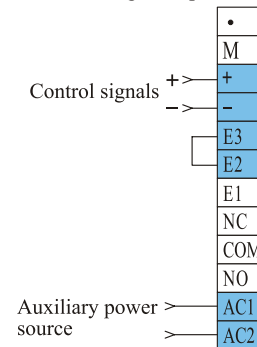 •
M
+ +
Control signals
- -
E3
E2
E1
NC
COM
NO
Auxiliary power AC1
source AC2